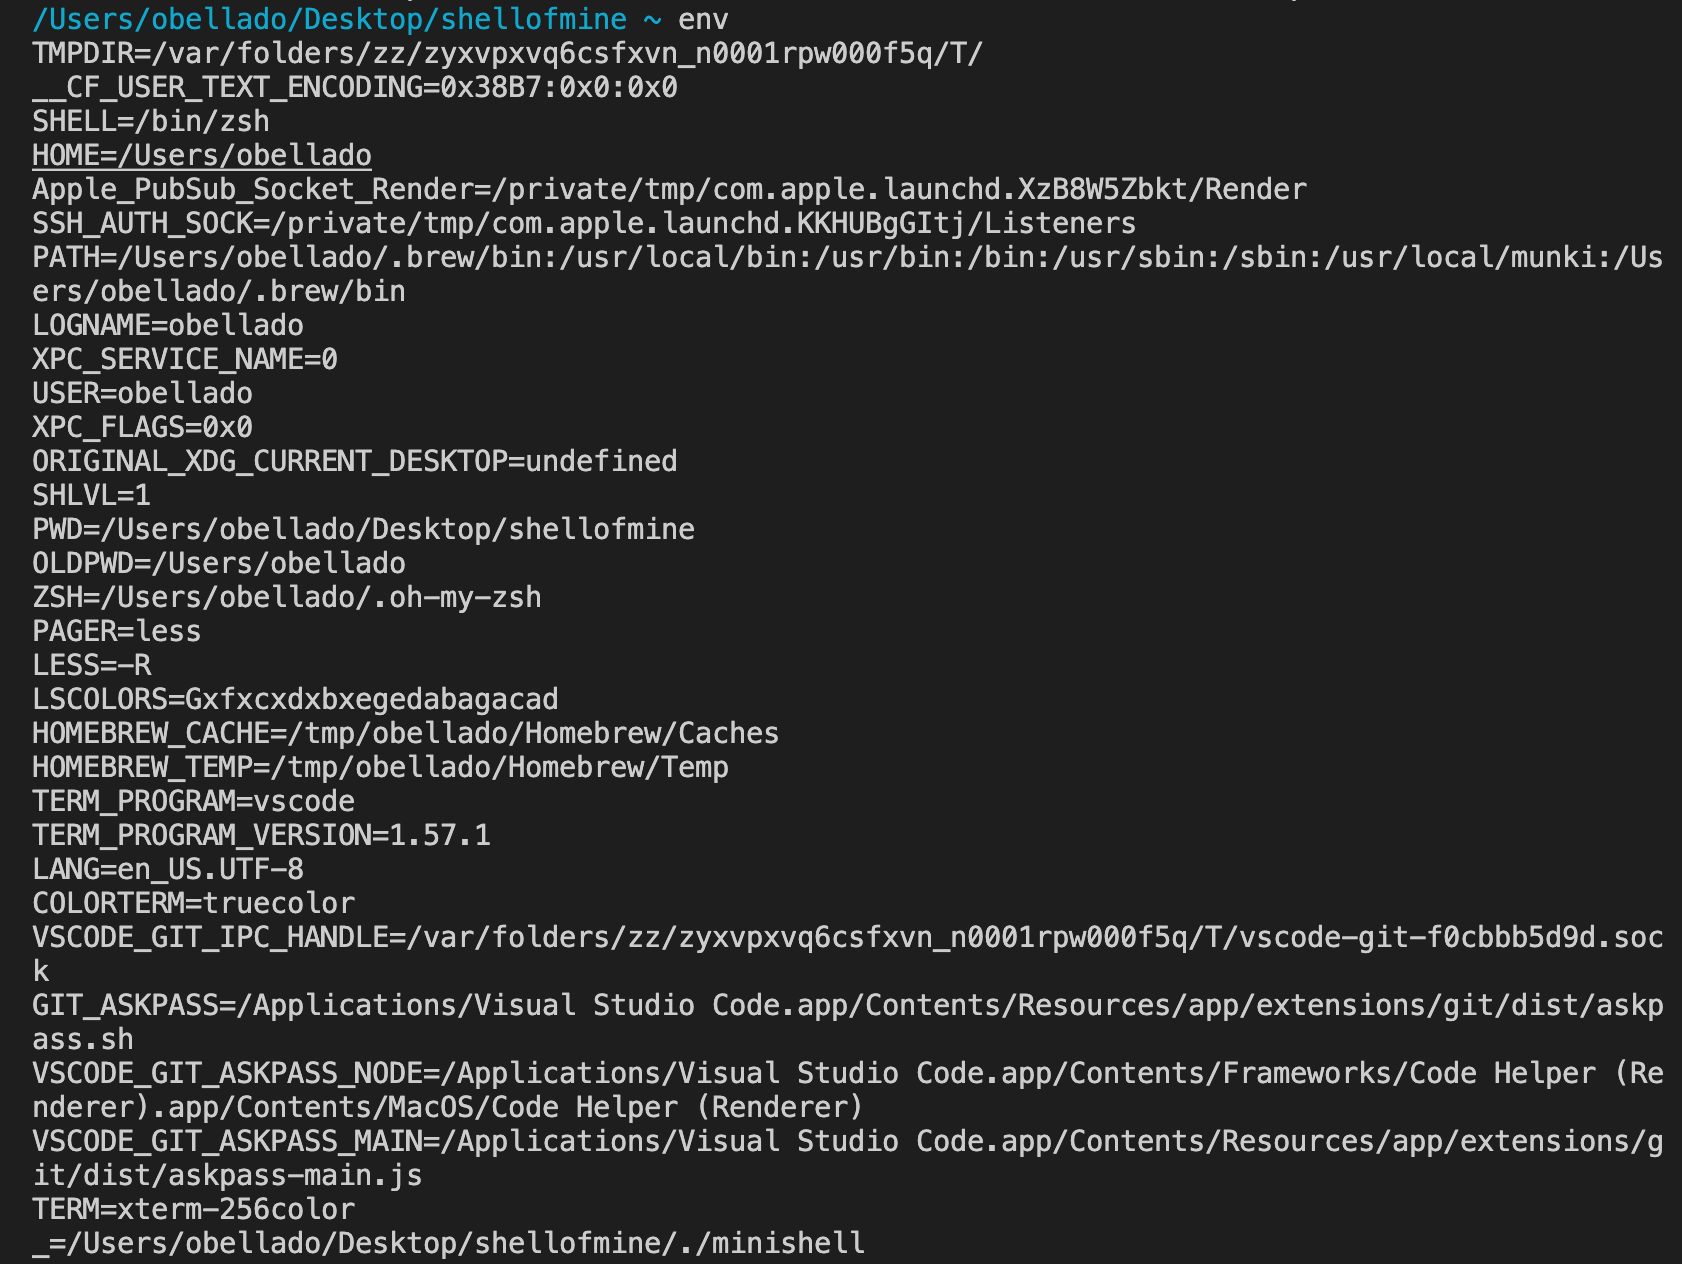 /Users/obellado/Desktop/shellofmine ~ env
TMPDIR=/var/folders/zz/zyxvpxvq6csfxvn_n0001rpw000f5q/T/
__CF_USER_TEXT_ENCODING=0x38B7:0x0:0x0
SHELL=/bin/zsh
HOME=/Users/obellado
Apple_PubSub_Socket_Render=/private/tmp/com.apple.launchd.XzB8W5Zbkt/Render
SSH_AUTH_SOCK=/private/tmp/com.apple.launchd.KKHUBgGItj/Listeners
PATH=/Users/obellado/.brew/bin:/usr/local/bin:/usr/bin:/bin:/usr/sbin:/sbin:/usr/local/munki:/Us
ers/obellado/.brew/bin
LOGNAME=obellado
XPC_SERVICE_NAME=0
USER=obellado
XPC_FLAGS=0x0
ORIGINAL_XDG_CURRENT_DESKTOP=undefined
SHLVL=1
PWD=/Users/obellado/Desktop/shellofmine
OLDPWD=/Users/obellado
ZSH=/Users/obellado/.oh-my-zsh
PAGER=less
LESS=-R
LSCOLORS=Gxfxcxdxbxegedabagacad
HOMEBREW_CACHE=/tmp/obellado/Homebrew/Caches
HOMEBREW_TEMP=/tmp/obellado/Homebrew/Temp
TERM_PROGRAM=vscode
TERM_PROGRAM_VERSION=1.57.1
LANG=en_US.UTF-8
COLORTERM=truecolor
VSCODE_GIT_IPC_HANDLE=/var/folders/zz/zyxvpxvq6csfxvn_n0001rpw000f5q/T/vscode-git-f0cbbb5d9d.soc
k
GIT_ASKPASS=/Applications/Visual Studio Code.app/Contents/Resources/app/extensions/git/dist/askp
ass.sh
VSCODE_GIT_ASKPASS_NODE=/Applications/Visual Studio Code.app/Contents/Frameworks/Code Helper (Re
nderer).app/Contents/MacOS/Code Helper (Renderer)
VSCODE_GIT_ASKPASS_MAIN=/Applications/Visual Studio Code.app/Contents/Resources/app/extensions/g
it/dist/askpass-main.js
TERM=xterm-256color
_=/Users/obellado/Desktop/shellofmine/./minishell